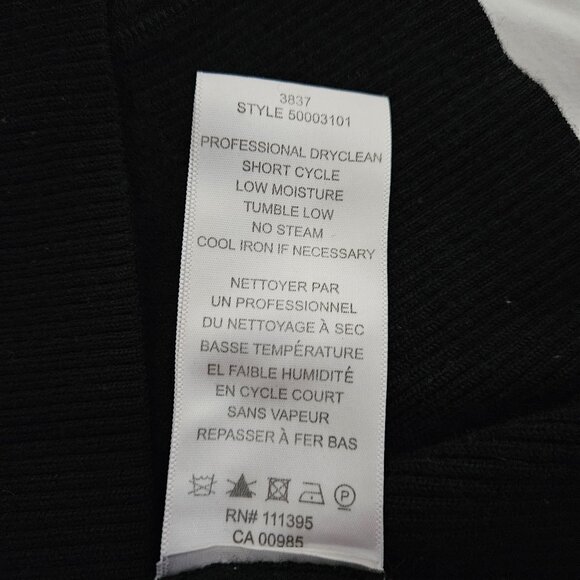 3837
STYLE 50003101
PROFESSIONAL DRYCLEAN
SHORT CYCLE
LOW MOISTURE
TUMBLE LOW
NO STEAM
COOL IRON IF NECESSARY
NETTOYER PAR
UN PROFESSIONNEL
DU NETTOYAGE À SEC
BASSE TEMPÉRATURE
EL FAIBLE HUMIDITÉ
EN CYCLE COURT
SANS VAPEUR
REPASSER À FER BAS
P
RN# 111395
CA 00985